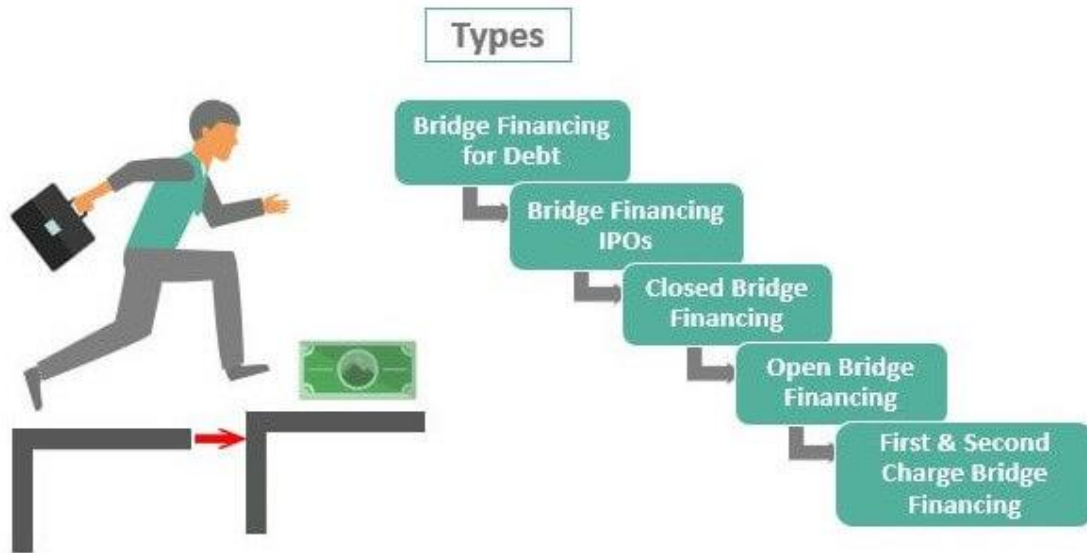 Types
Bridge Financing
for Debt
Bridge Financing
IPOs
Closed Bridge
Financing
Open Bridge
Financing
First & Second
Charge Bridge
Financing